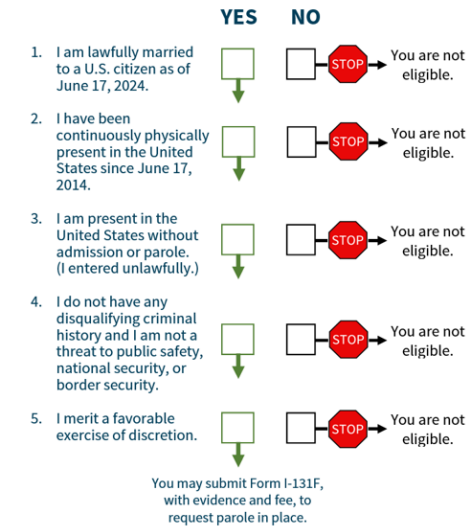 YES NO
1. I am lawfully married
to a U.S. citizen as of
June 17, 2024.
STOP
You are not
eligible.
2. I have been
continuously physically
present in the United
States since June 17,
2014.
STOP
You are not
eligible.
3. I am present in the
United States without
admission or parole.
(I entered unlawfully.)
STOP
You are not
eligible.
4. I do not have any
disqualifying criminal
history and I am not a
threat to public safety,
national security, or
border security.
STOP
You are not
eligible.
5. I merit a favorable
exercise of discretion.
STOP
You are not
eligible.
You may submit Form I-131F,
with evidence and fee, to
request parole in place.